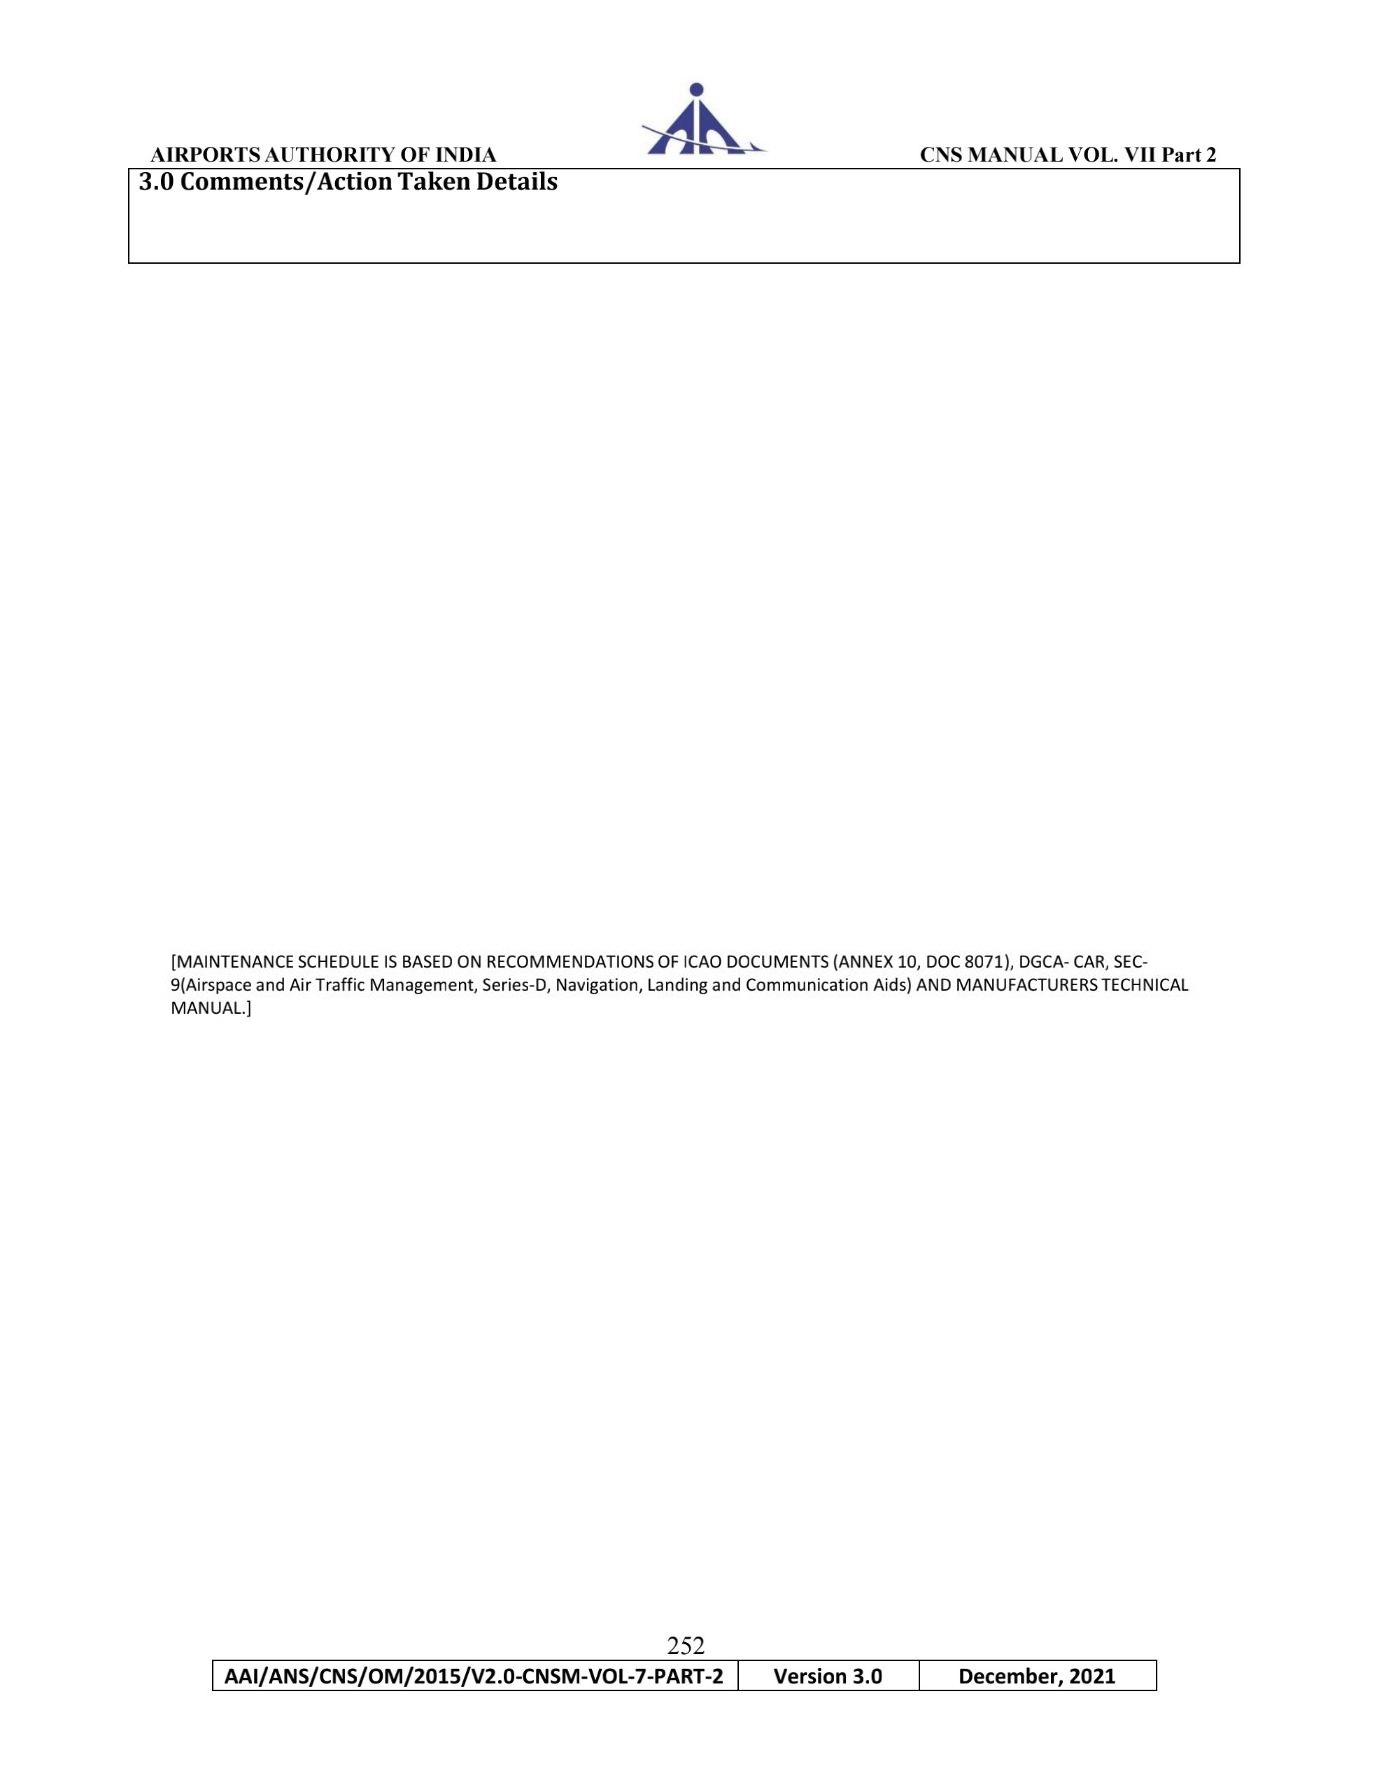 AIRPORTS AUTHORITY OF INDIA CNS MANUAL VOL. VII Part 2
3.0 Comments/Action Taken Details
[MAINTENANCE SCHEDULE IS BASED ON RECOMMENDATIONS OF ICAO DOCUMENTS (ANNEX 10, DOC 8071), DGCA- CAR, SEC-
9(Airspace and Air Traffic Management, Series-D, Navigation, Landing and Communication Aids) AND MANUFACTURERS TECHNICAL
MANUAL.]
252
AAI/ANS/CNS/OM/2015/V2.0-CNSM-VOL-7-PART-2 Version 3.0 December, 2021